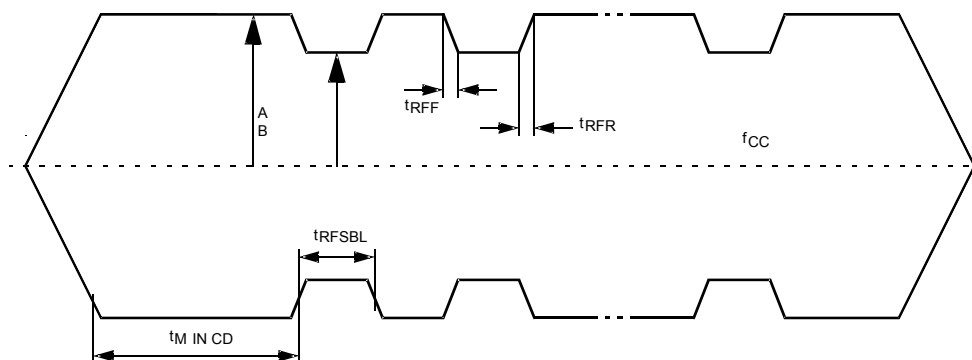 A
B
tRFF
tRFR
fCC
tRFSBL
tM IN CD